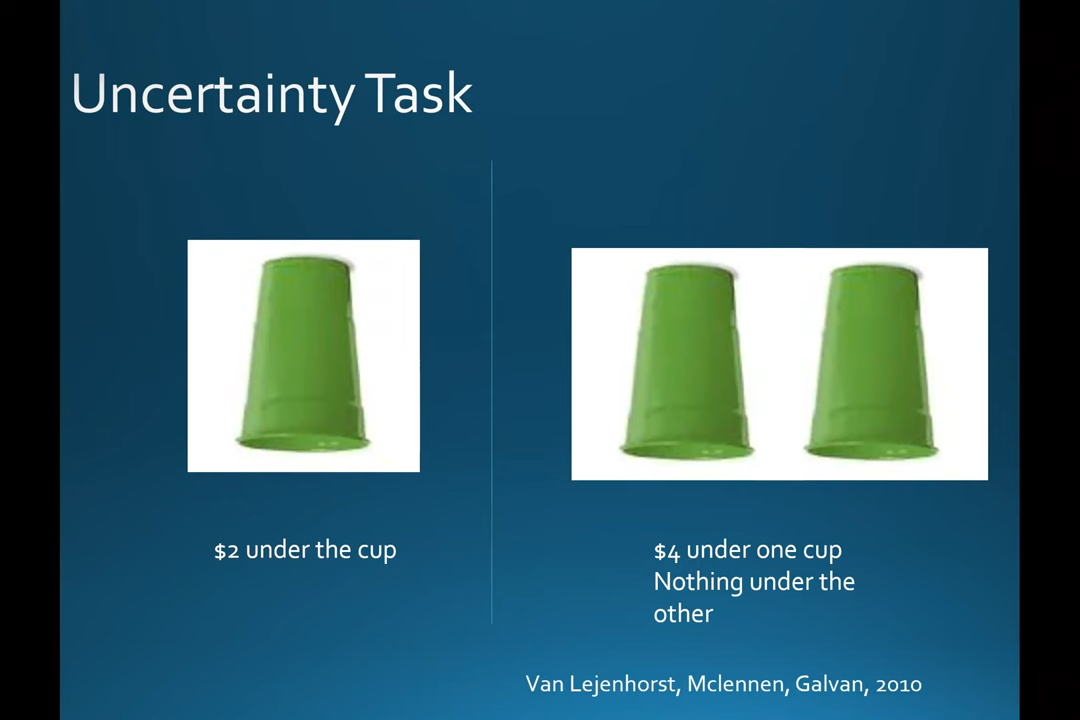 Uncertainty Task
$2 under the cup
$4 under one cup
Nothing under the
other
Van Lejenhorst, Mclennen, Galvan, 2010